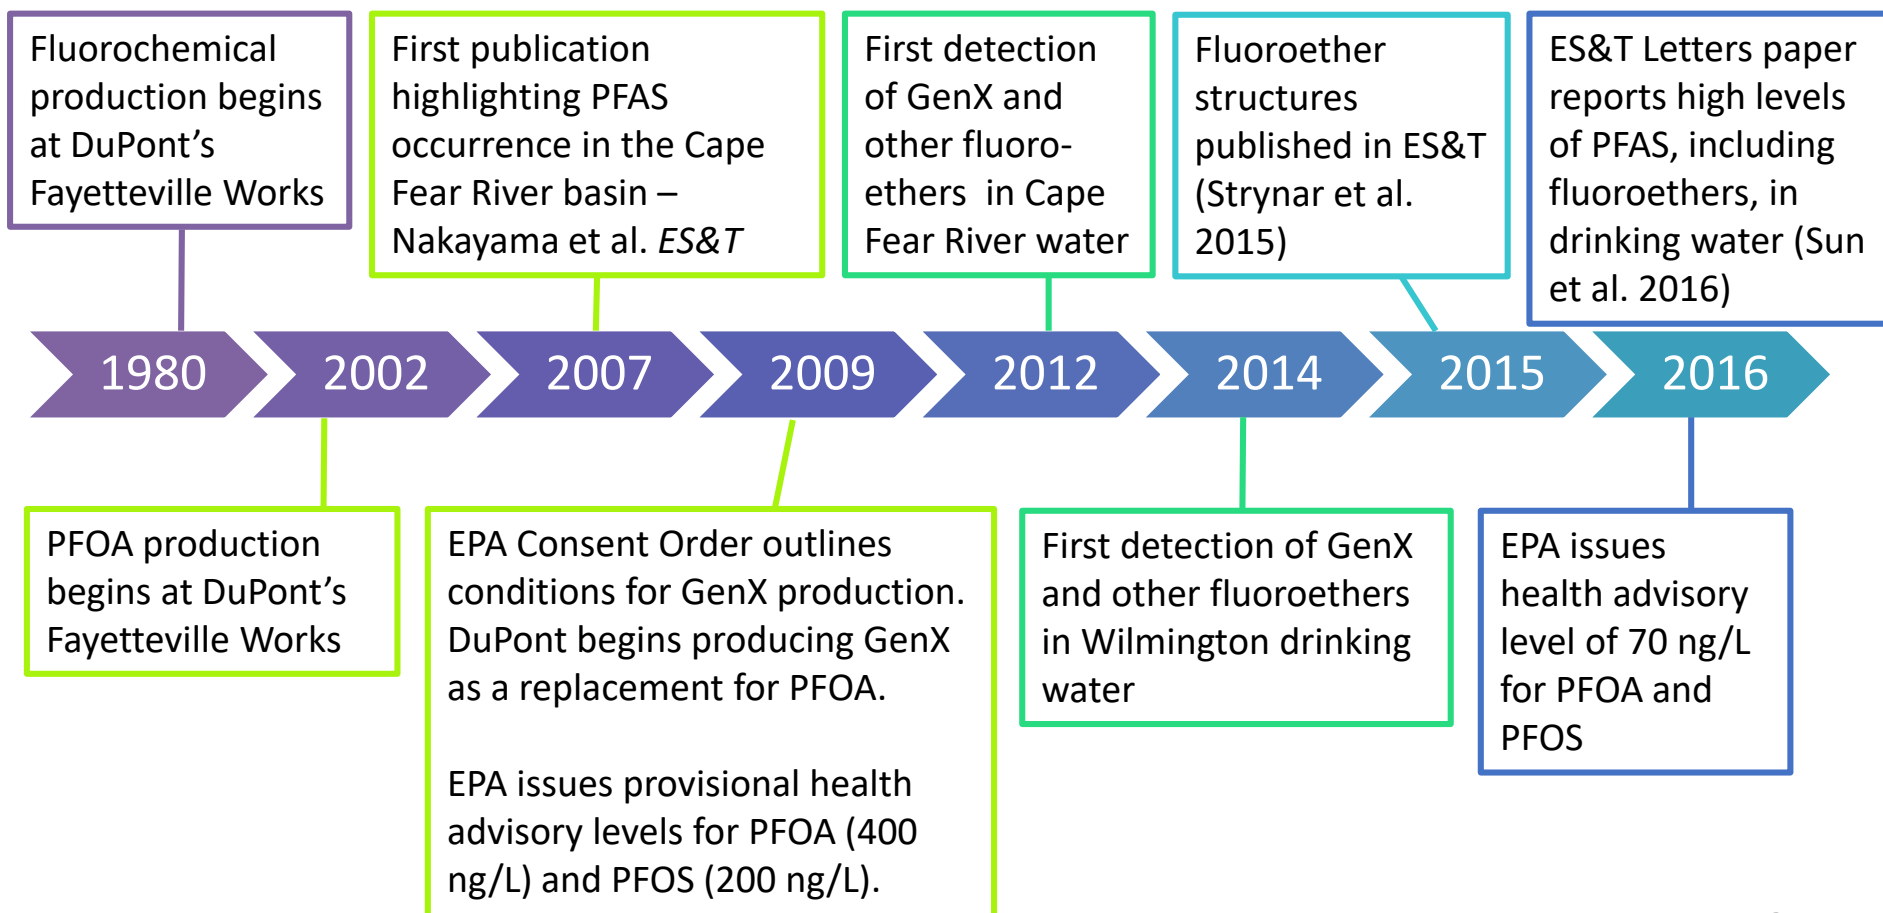 Fluorochemical
production begins
at DuPont’s
Fayetteville Works
First publication
highlighting PFAS
occurrence in the Cape
Fear River basin –
Nakayama et al. ES&T
First detection
of GenX and
other fluoro-
ethers in Cape
Fear River water
Fluoroether
structures
published in ES&T
(Strynar et al.
2015)
ES&T Letters paper
reports high levels
of PFAS, including
fluoroethers, in
drinking water (Sun
et al. 2016)
1980
2002
2007
2009
2012
2014
2015
2016
PFOA production
begins at DuPont’s
Fayetteville Works
EPA Consent Order outlines
conditions for GenX production.
DuPont begins producing GenX
as a replacement for PFOA.
EPA issues provisional health
advisory levels for PFOA (400
ng/L) and PFOS (200 ng/L).
First detection of GenX
and other fluoroethers
in Wilmington drinking
water
EPA issues
health advisory
level of 70 ng/L
for PFOA and
PFOS